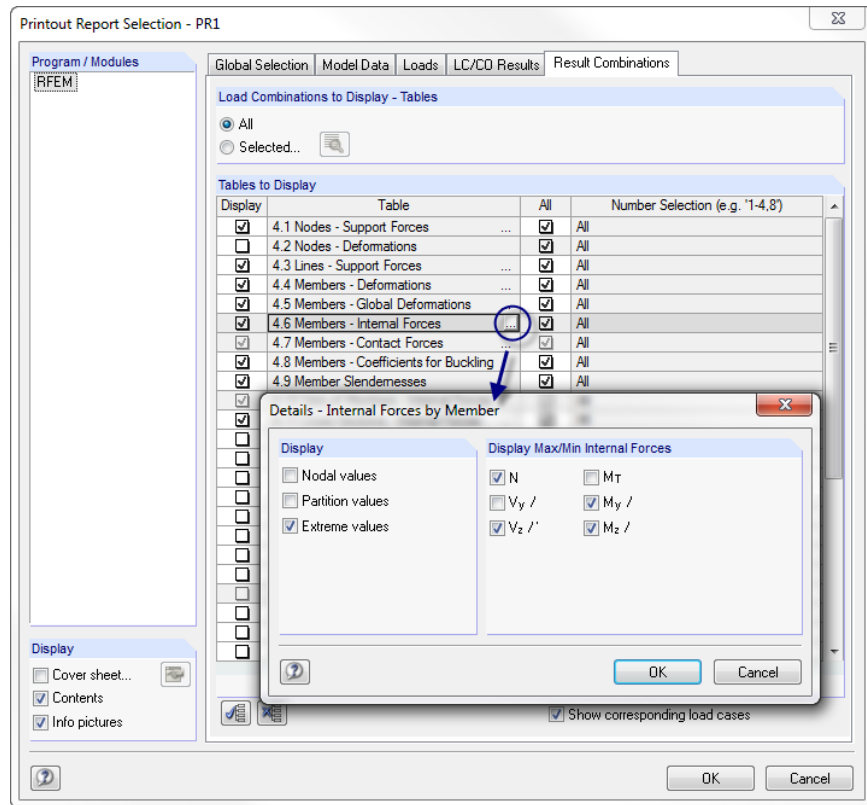 Printout Report Selection - PR1
Program / Modules
RFEM
Global Selection
Model Data
Loads
LC/CO Results
Result Combinations
Load Combinations to Display - Tables
All
Selected...
Tables to Display
Display Table All Number Selection (e.g. '1-4,8')
4.1 Nodes - Support Forces ... All
4.2 Nodes - Deformations All
4.3 Lines - Support Forces ... All
4.4 Members - Deformations ... All
4.5 Members - Global Deformations All
4.6 Members - Internal Forces ... All
4.7 Members - Contact Forces ... All
4.8 Members - Coefficients for Buckling All
4.9 Member Slendernesses All
Details - Internal Forces by Member
Display
Nodal values
Partition values
Extreme values
Display Max/Min Internal Forces
N MT
Vy / My /
Vz /' Mz /
OK Cancel
Display
Cover sheet...
Contents
Info pictures
Show corresponding load cases
OK Cancel